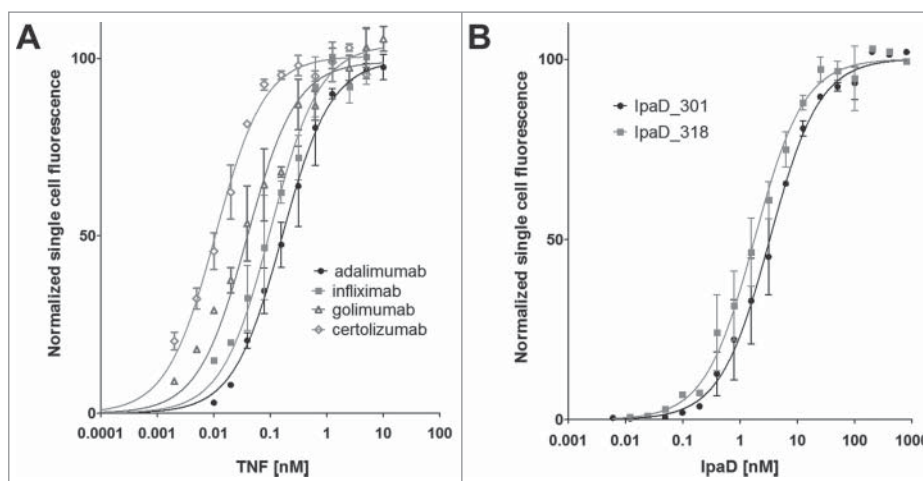 A
Normalized single cell fluorescence
100
50
0
adalimumab
infliximab
golimumab
certolizumab
0.0001 0.001 0.01 0.1 1 10 100
TNF [nM]
B
Normalized single cell fluorescence
100
50
0
IpaD_301
IpaD_318
0.001 0.01 0.1 1 10 100 1000
IpaD [nM]